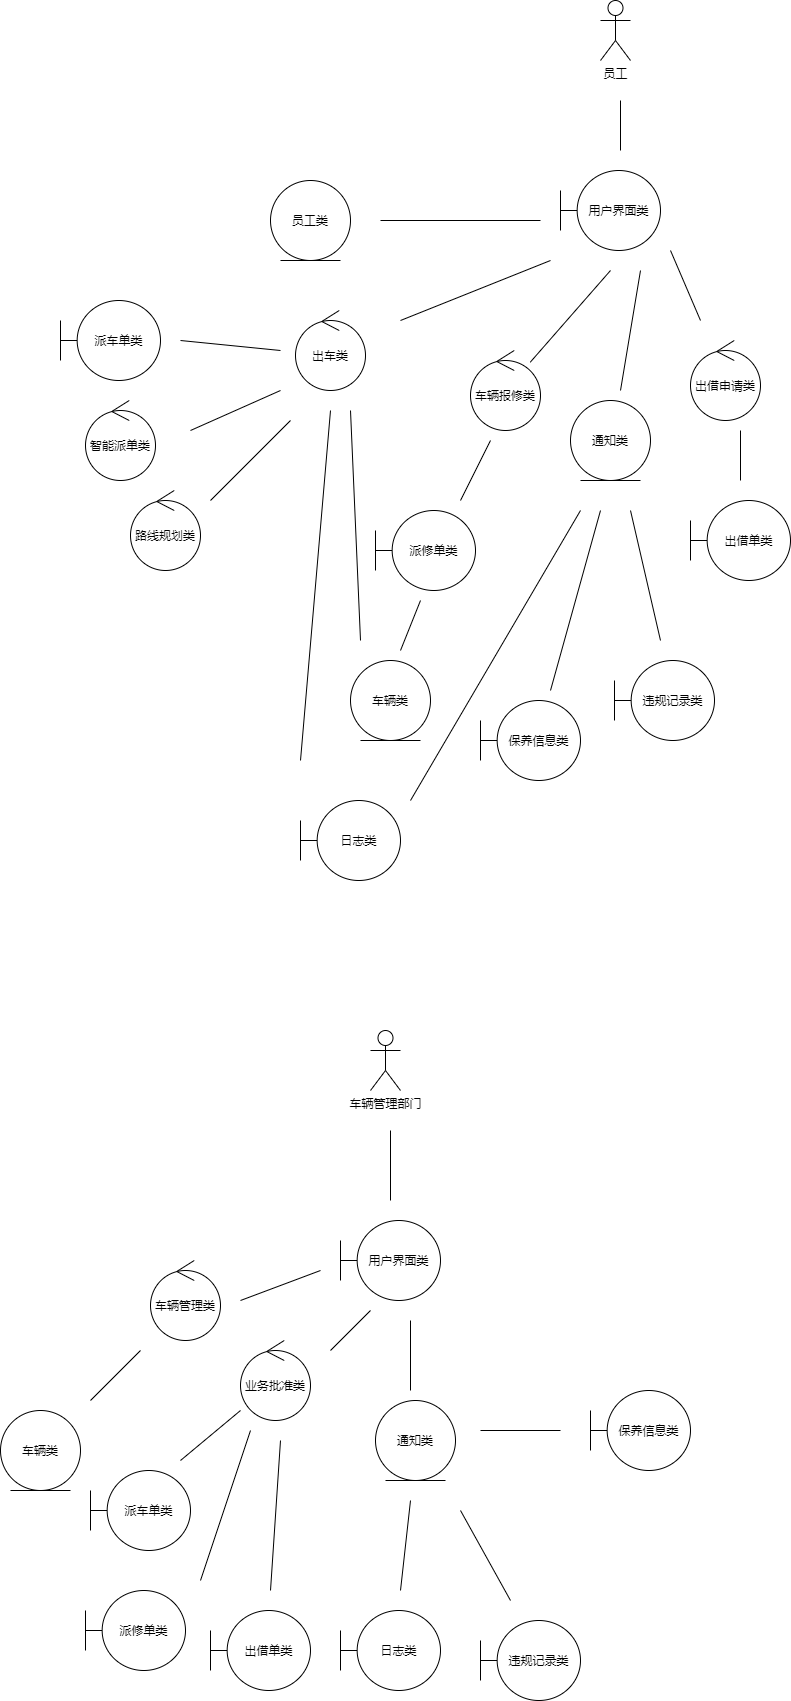 员工
用户界面类
员工类
派车单类
出车类
车辆报修类
出借申请类
智能派单类
通知类
路线规划类
派修单类
出借单类
车辆类
保养信息类
违规记录类
日志类
车辆管理部门
用户界面类
车辆管理类
业务批准类
车辆类
通知类
保养信息类
派车单类
派修单类
出借单类
日志类
违规记录类